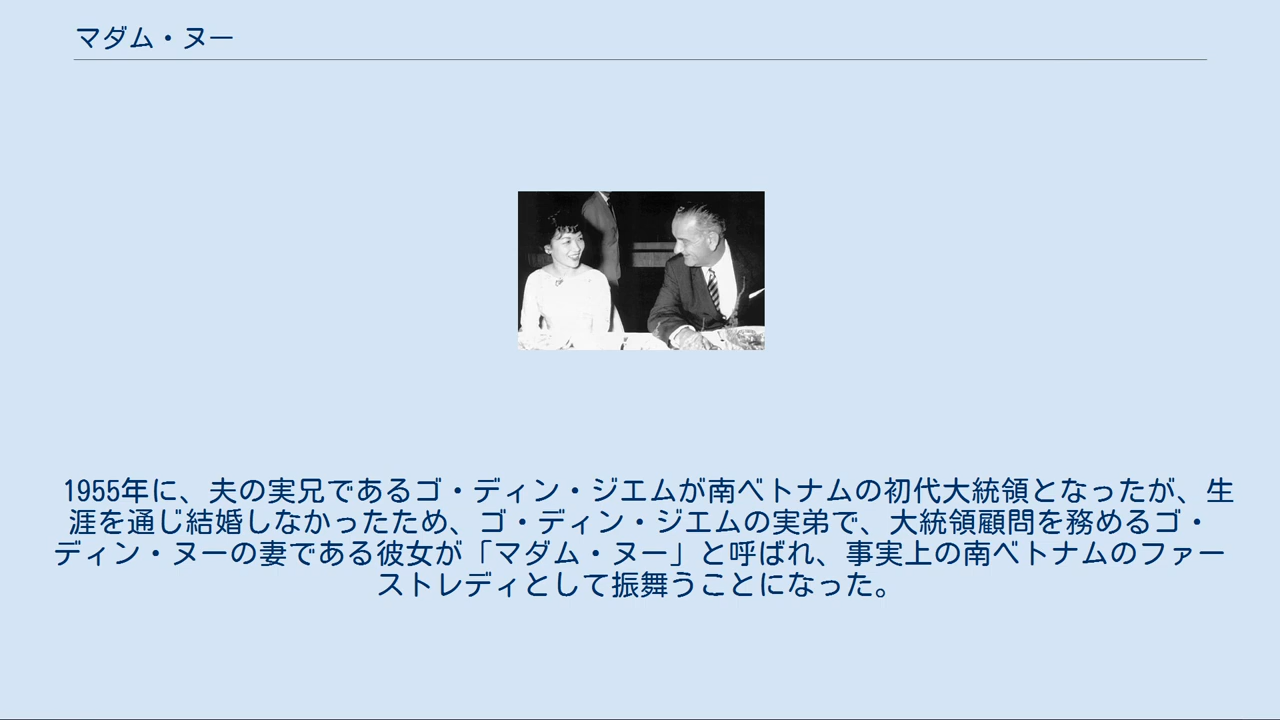 マダム・ヌー
1955年に、夫の実兄であるゴ・ディン・ジエムが南ベトナムの初代大統領となったが、生
涯を通じ結婚しなかったため、ゴ・ディン・ジエムの実弟で、大統領顧問を務めるゴ・
ディン・ヌーの妻である彼女が「マダム・ヌー」と呼ばれ、事実上の南ベトナムのファー
ストレディとして振舞うことになった。